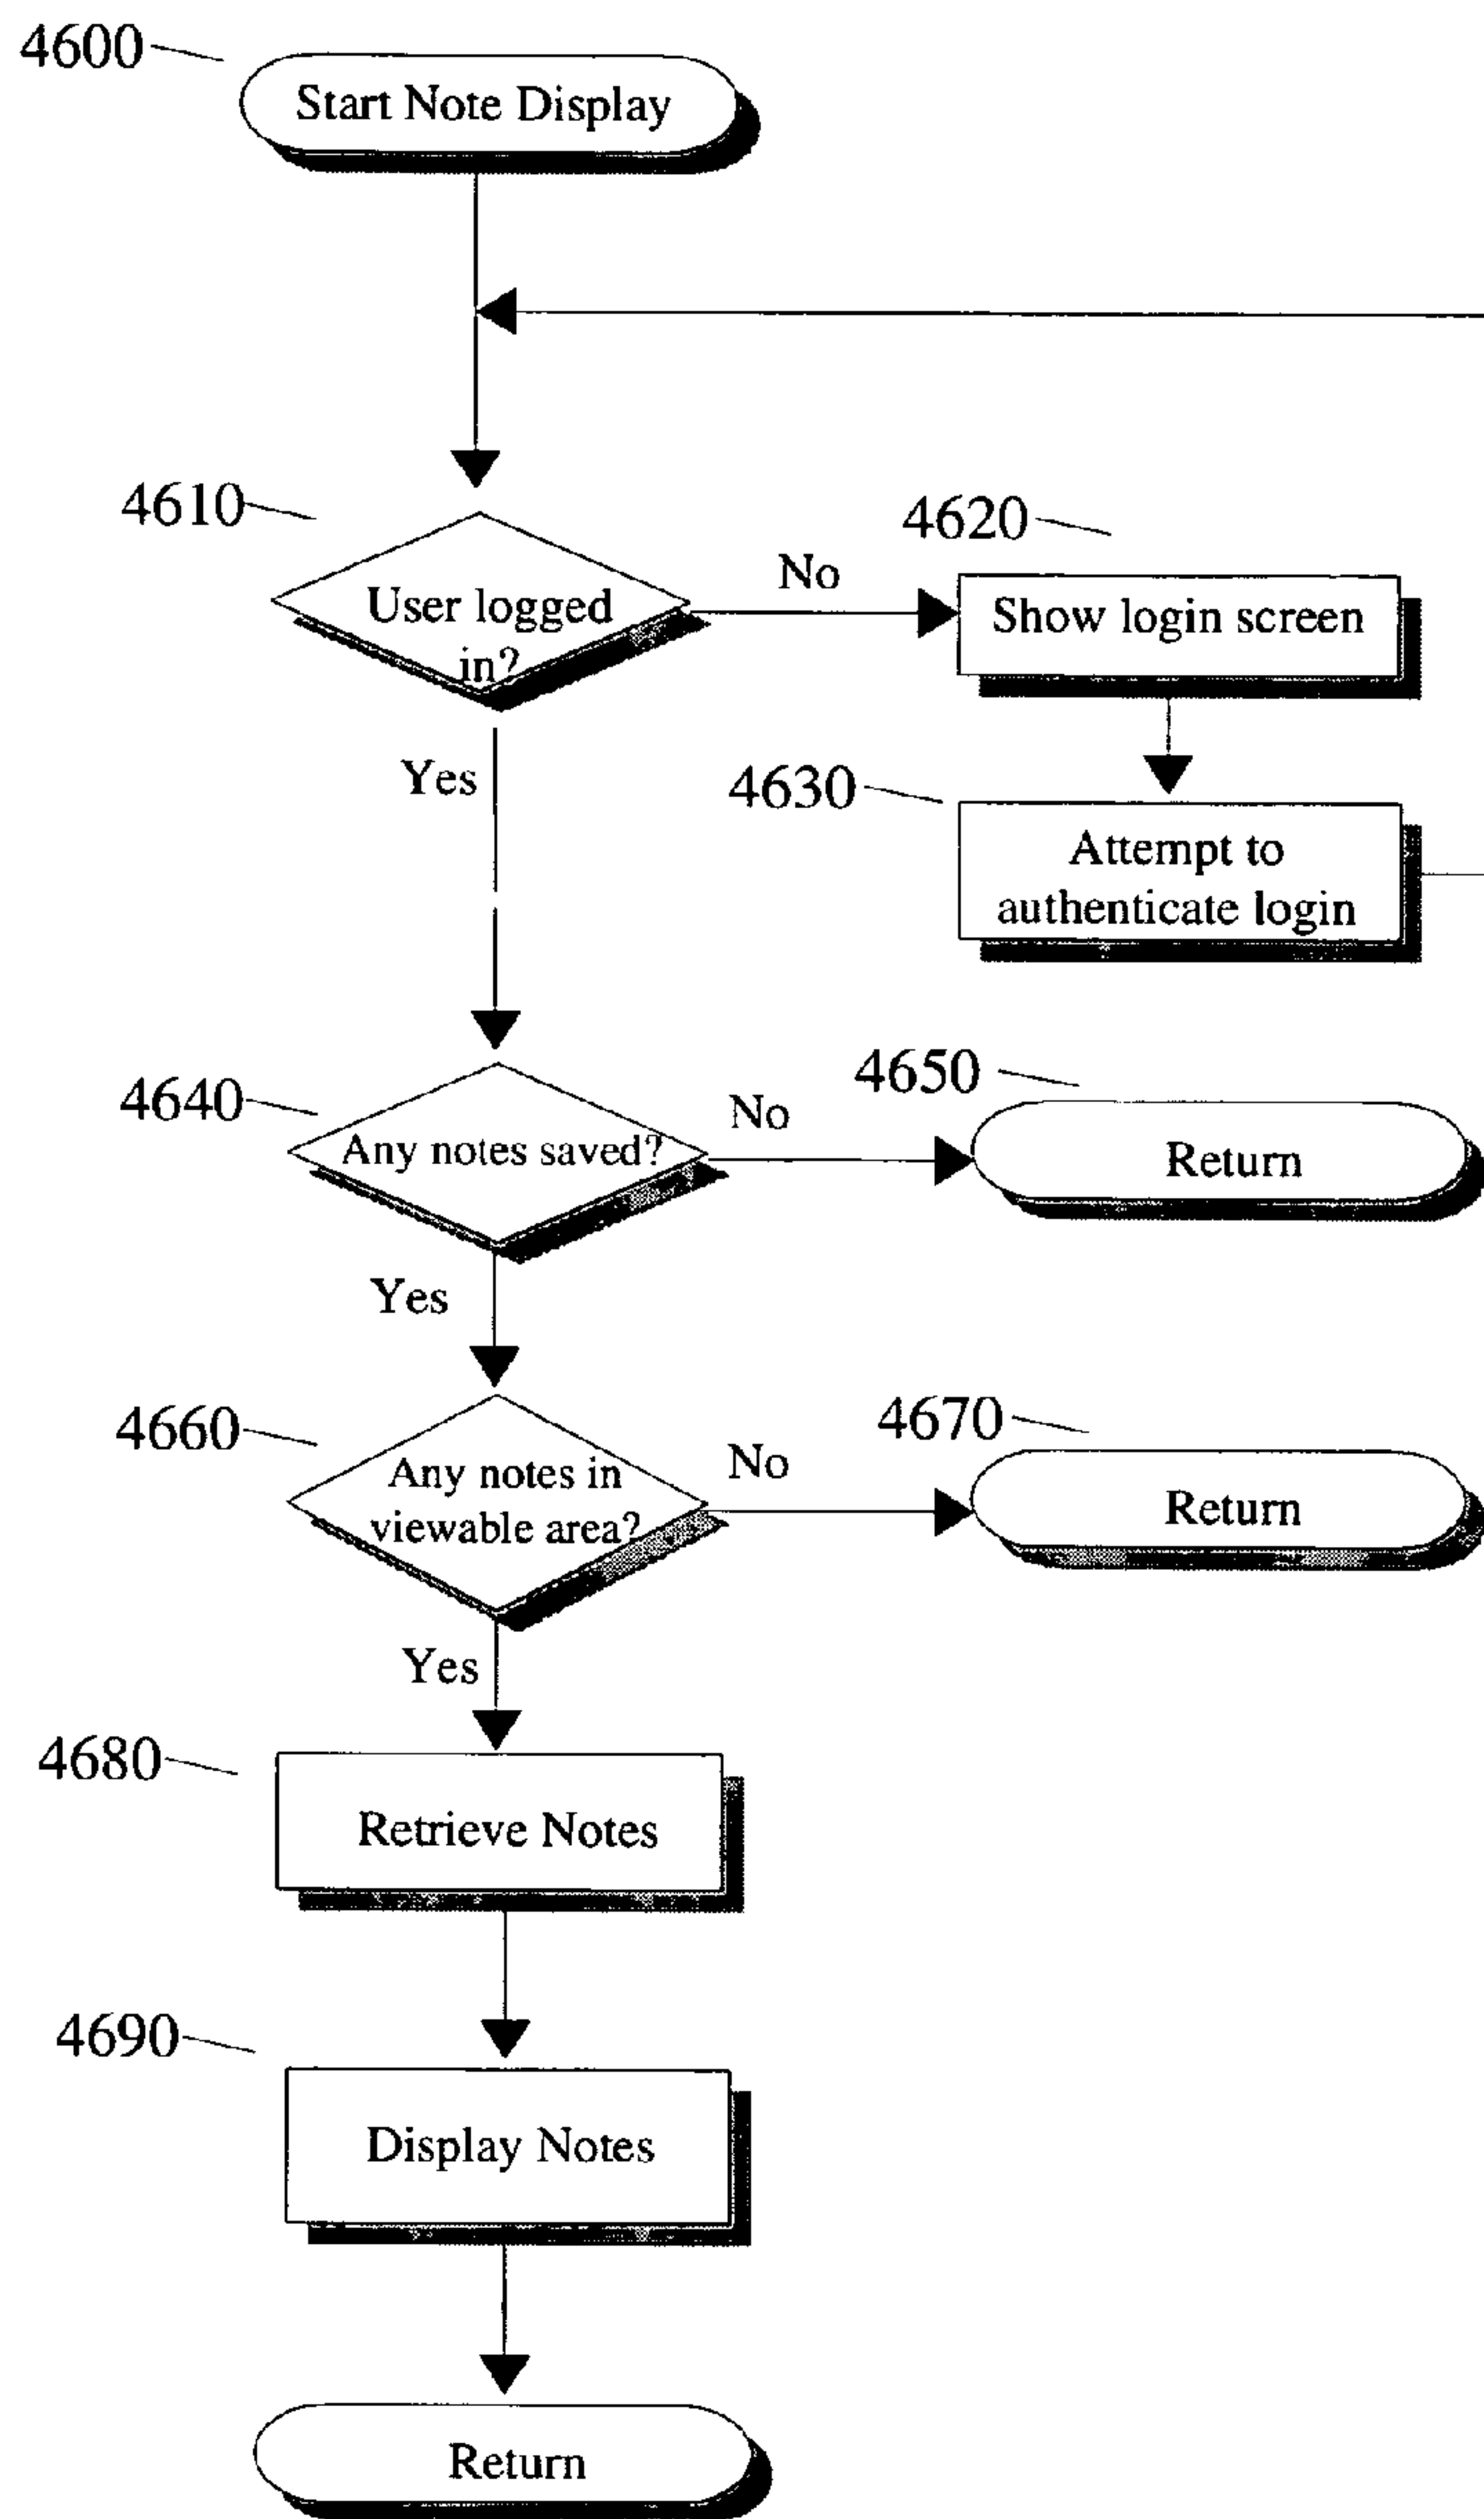 4600
Start Note Display
4610
User logged
in?
No
4620
Show login screen
Yes
4630
Attempt to
authenticate login
4640
Any notes saved?
No
4650
Return
Yes
4660
Any notes in
viewable area?
No
4670
Return
Yes
4680
Retrieve Notes
4690
Display Notes
Return